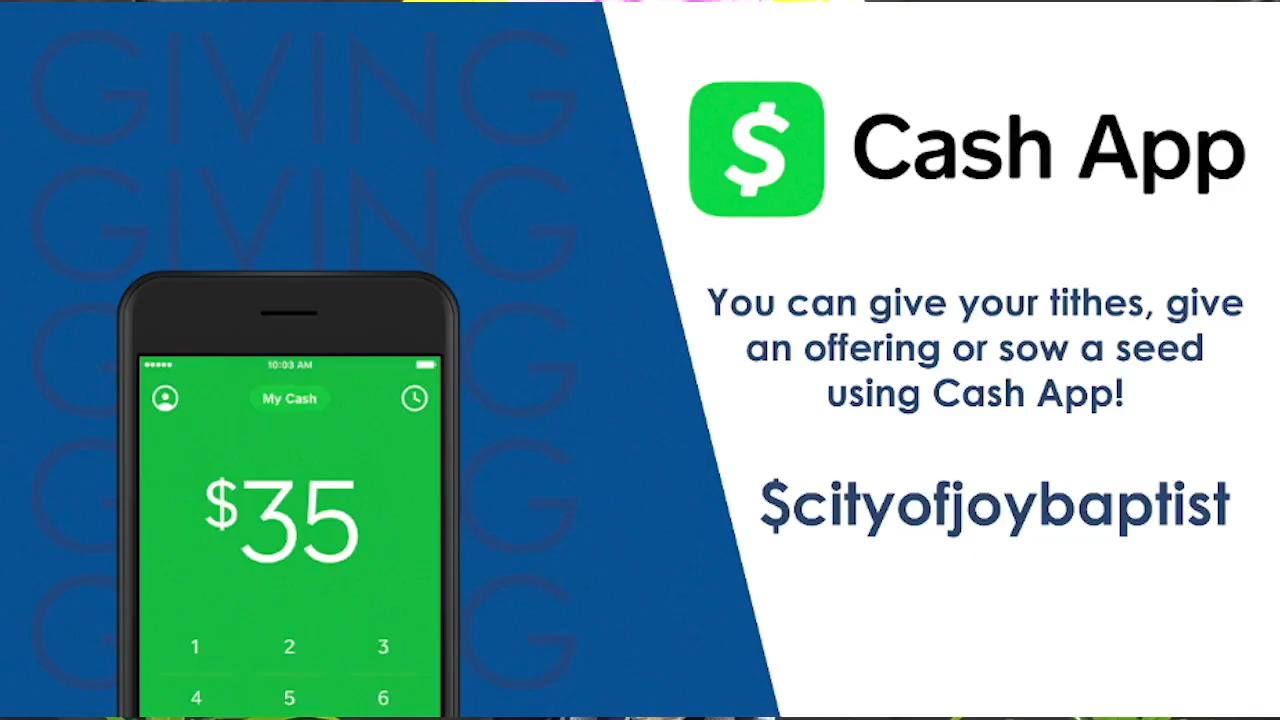 GIVING
GIVING
G G
G G
G G
10:03 AM
My Cash
$35
1 2 3
4 5 6
$ Cash App
You can give your tithes, give
an offering or sow a seed
using Cash App!
$cityofjoybaptist